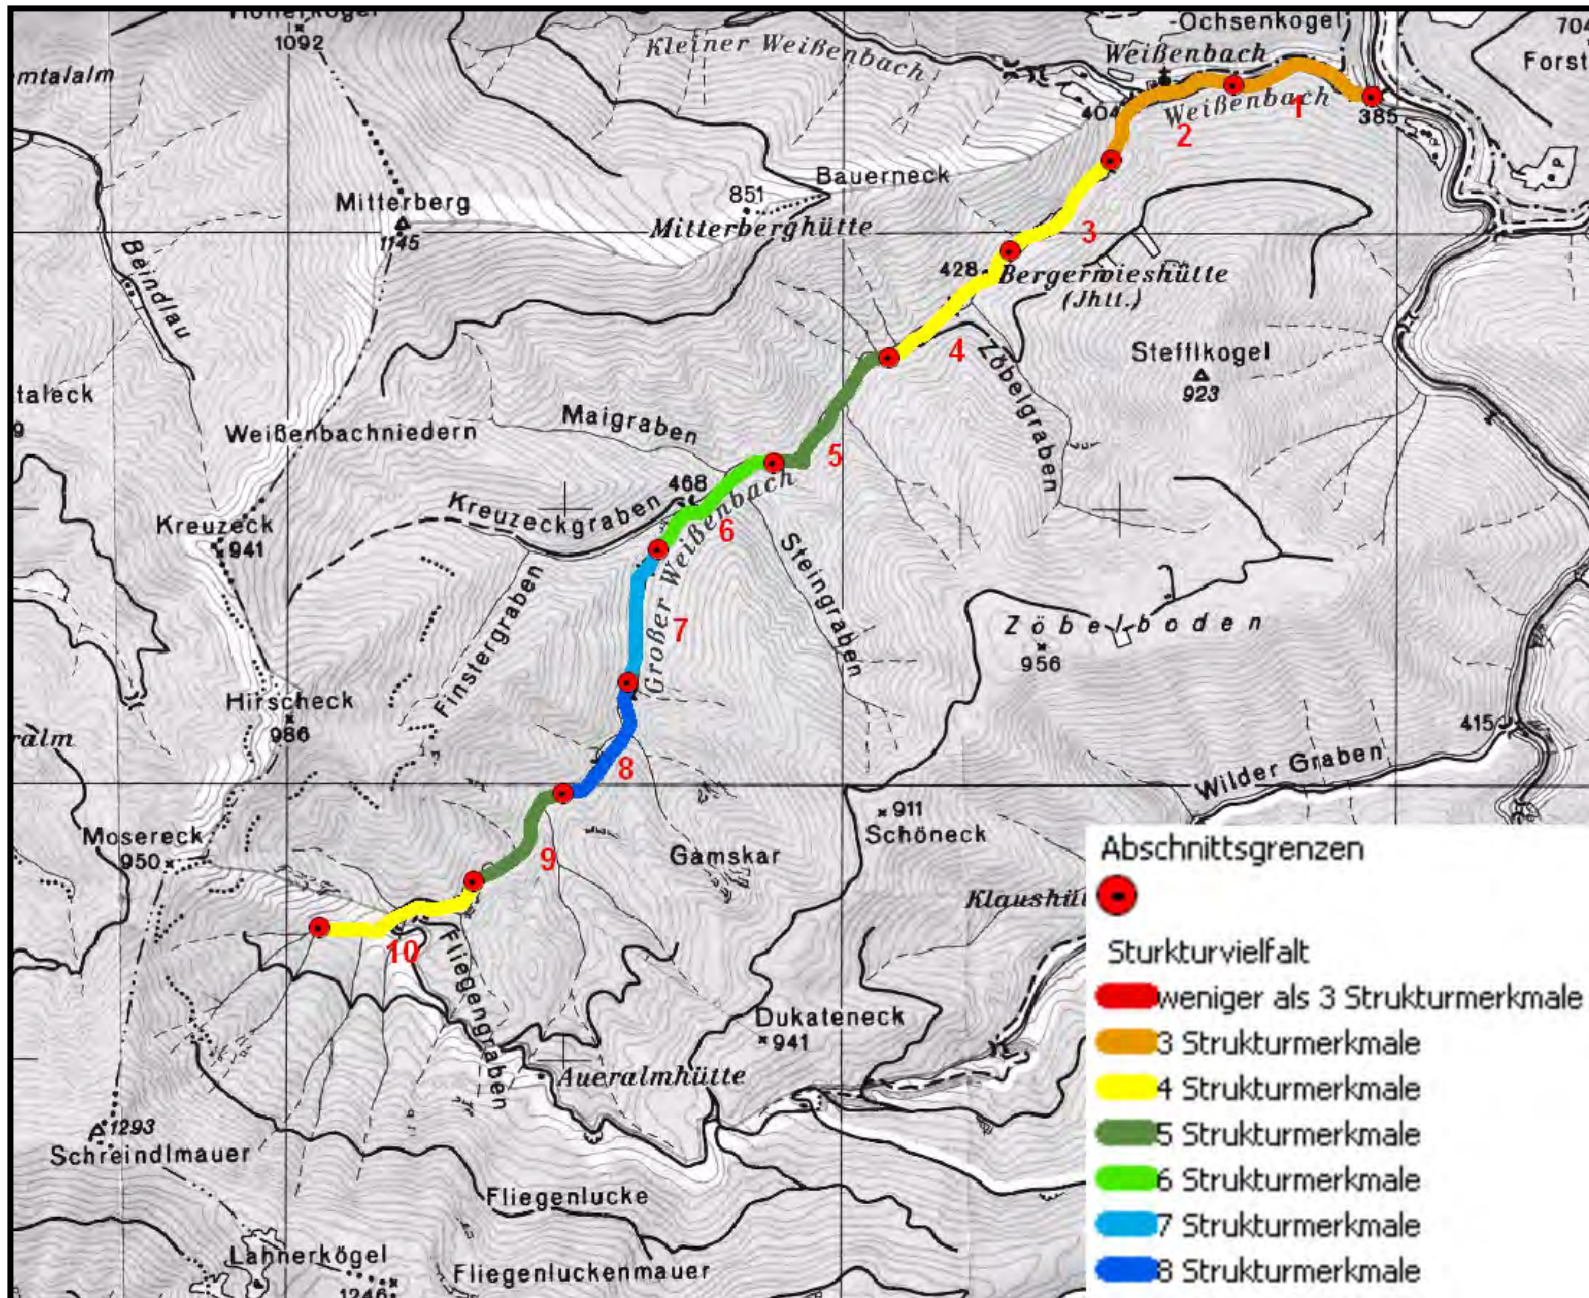 1092
Kleiner Weißenbach
-Ochsenkogel
Weißenbach
704
Forst
emtalalm
Weißenbach
404
385
1
2
Bauerneck
851
Mitterberg
1145
Mitterberghütte
3
Beindlau
428
Bergerwieshütte
(Jhtt.)
4
Zöbelgraben
Stefflkogel
923
taleck
9
Weißenbachniedern
Maigraben
5
468
Kreuzeckgraben
6
Großer Weißenbach
Kreuzeck
941
Steingraben
Finstergraben
7
Zöbelboden
956
Hirscheck
986
ralm
415
Wilder Graben
8
Mosereck
950
911
Schöneck
9
Gamskar
Klaushüt
10
Fliegengraben
Dukateneck
941
Aueralmhütte
1293
Schreindlmauer
Fliegenlucke
Lahnerkögel
1246
Fliegenluckenmauer
Abschnittsgrenzen
Sturkturvielfalt
weniger als 3 Strukturmerkmale
3 Strukturmerkmale
4 Strukturmerkmale
5 Strukturmerkmale
6 Strukturmerkmale
7 Strukturmerkmale
8 Strukturmerkmale